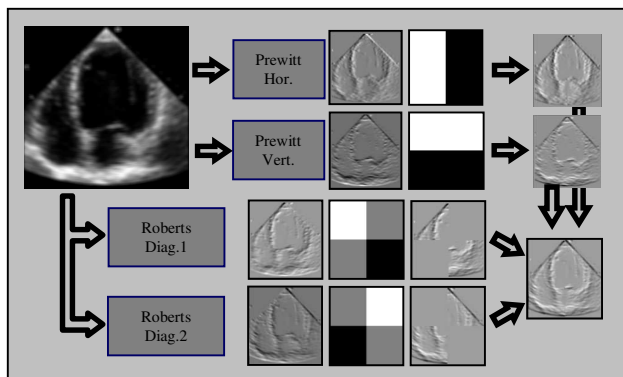 Prewitt
Hor.
Prewitt
Vert.
Roberts
Diag.1
Roberts
Diag.2